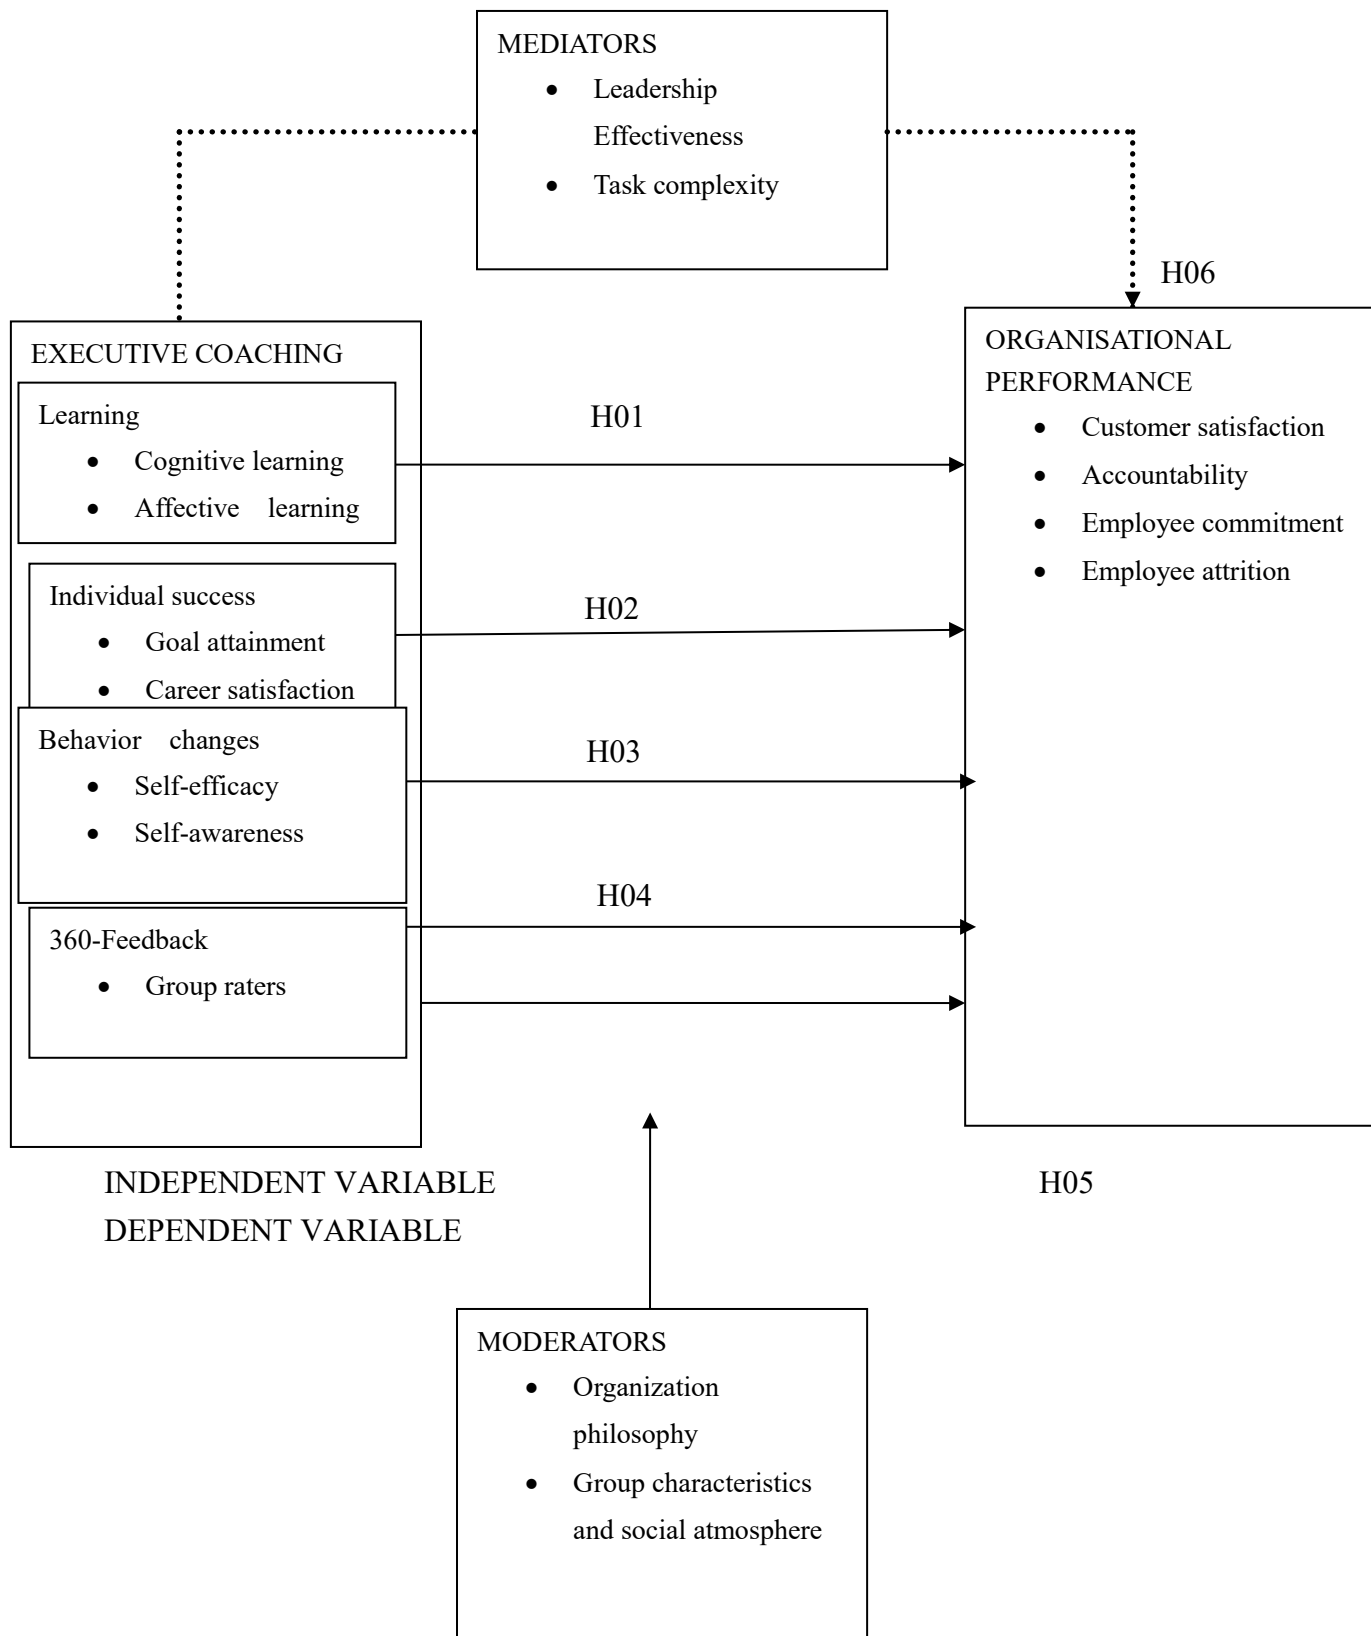 MEDIATORS
• Leadership
Effectiveness
• Task complexity
H06
EXECUTIVE COACHING
Learning
• Cognitive learning
• Affective learning
Individual success
• Goal attainment
• Career satisfaction
Behavior changes
• Self-efficacy
• Self-awareness
360-Feedback
• Group raters
H01
H02
H03
H04
ORGANISATIONAL
PERFORMANCE
• Customer satisfaction
• Accountability
• Employee commitment
• Employee attrition
INDEPENDENT VARIABLE
DEPENDENT VARIABLE
H05
MODERATORS
• Organization
philosophy
• Group characteristics
and social atmosphere